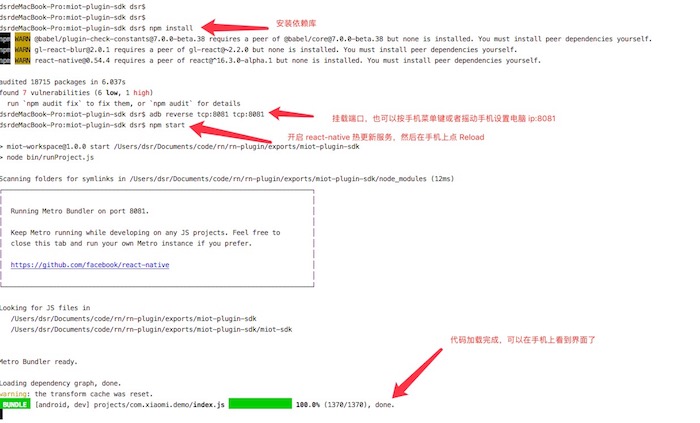 dsrdeMacBook-Pro:miot-plugin-sdk dsr$
dsrdeMacBook-Pro:miot-plugin-sdk dsr$
dsrdeMacBook-Pro:miot-plugin-sdk dsr$ npm install
安装依赖库
npm WARN @babel/plugin-check-constants@7.0.0-beta.38 requires a peer of @babel/core@7.0.0-beta.38 but none is installed. You must install peer dependencies yourself.
npm WARN gl-react-blur@2.0.1 requires a peer of gl-react@~2.2.0 but none is installed. You must install peer dependencies yourself.
npm WARN react-native@0.54.4 requires a peer of react@^16.3.0-alpha.1 but none is installed. You must install peer dependencies yourself.
audited 18715 packages in 6.037s
found 7 vulnerabilities (6 low, 1 high)
run `npm audit fix` to fix them, or `npm audit` for details
dsrdeMacBook-Pro:miot-plugin-sdk dsr$ adb reverse tcp:8081 tcp:8081
挂载端口，也可以按手机菜单键或者摇动手机设置电脑 ip:8081
dsrdeMacBook-Pro:miot-plugin-sdk dsr$ npm start
开启 react-native 热更新服务，然后在手机上点 Reload
> miot-workspace@1.0.0 start /Users/dsr/Documents/code/rn/rn-plugin/exports/miot-plugin-sdk
> node bin/runProject.js
Scanning folders for symlinks in /Users/dsr/Documents/code/rn/rn-plugin/exports/miot-plugin-sdk/node_modules (12ms)
Running Metro Bundler on port 8081.
Keep Metro running while developing on any JS projects. Feel free to
close this tab and run your own Metro instance if you prefer.
https://github.com/facebook/react-native
Looking for JS files in
/Users/dsr/Documents/code/rn/rn-plugin/exports/miot-plugin-sdk
/Users/dsr/Documents/code/rn/rn-plugin/exports/miot-plugin-sdk/miot-sdk
代码加载完成，可以在手机上看到界面了
Metro Bundler ready.
Loading dependency graph, done.
warning: the transform cache was reset.
BUNDLE [android, dev] projects/com.xiaomi.demo/index.js 100.0% (1370/1370), done.